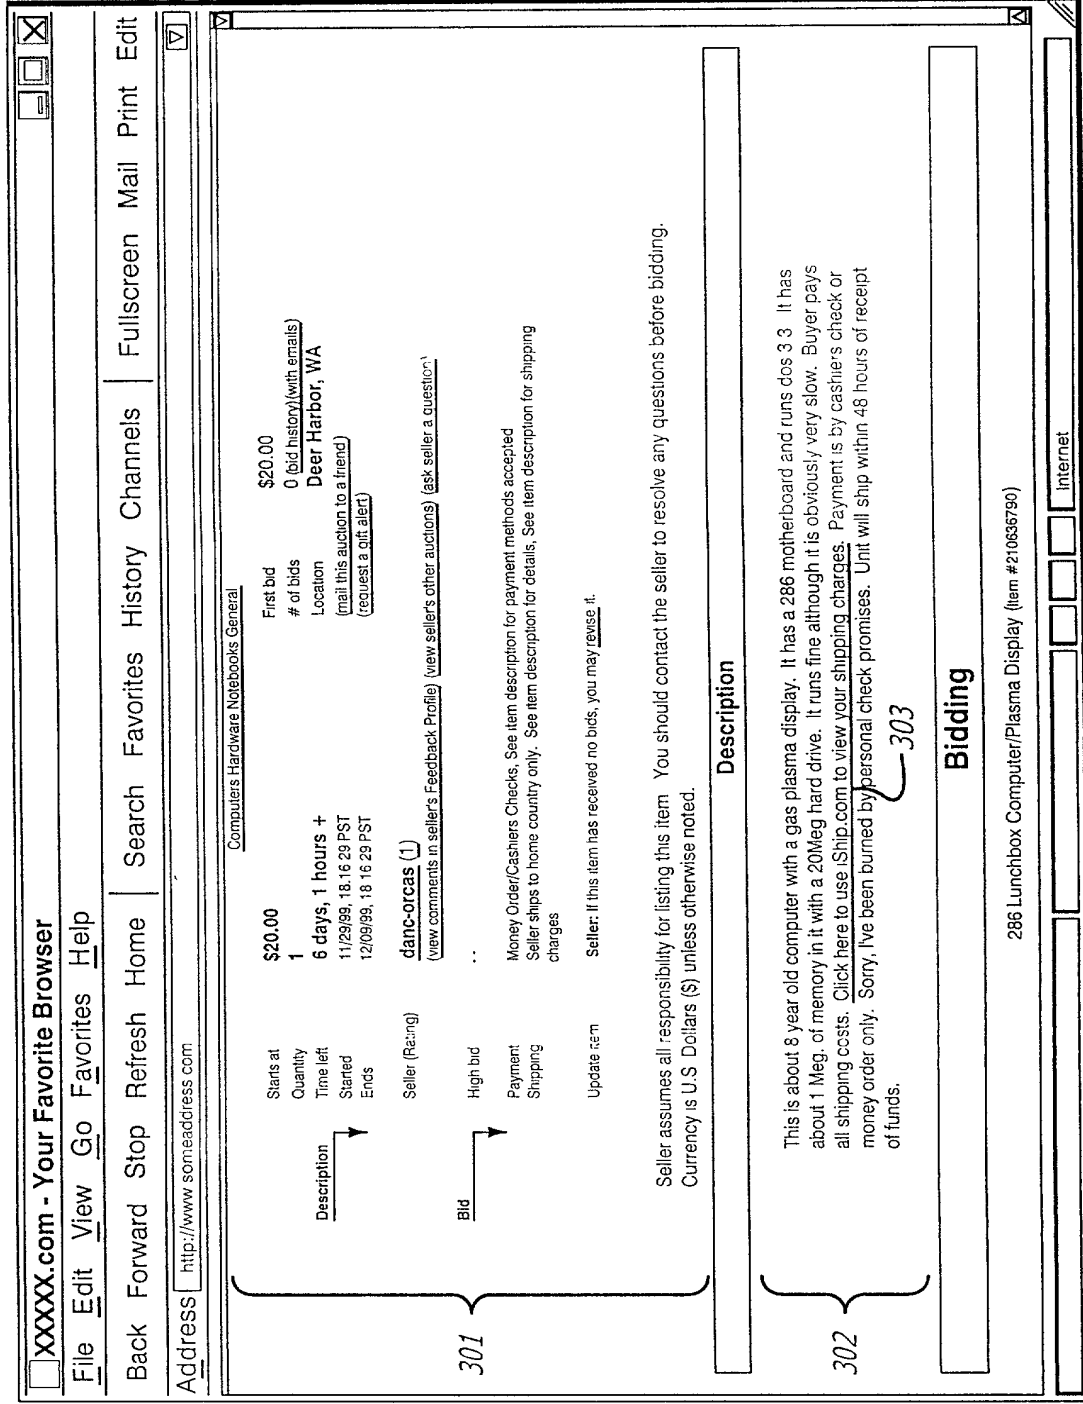 XXXXX.com - Your Favorite Browser
File Edit View Go Favorites Help
Back Forward Stop Refresh Home Search Favorites History Channels Fullscreen Mail Print Edit
Address http://www someaddress com
Computers Hardware Notebooks General
Starts at $20.00 First bid $20.00
Quantity 1 # of bids 0 (bid history) (with emails)
Time left 6 days, 1 hours + Location Deer Harbor, WA
Description
Started 11/29/99, 18.16 29 PST (mail this auction to a friend)
Ends 12/09/99, 18 16 29 PST (request a gift alert)
Seller (Rating) danc-orcas (1)
(view comments in seller's Feedback Profile) (view seller's other auctions) (ask seller a question)
Bid
High bid . .
Payment Money Order/Cashiers Checks, See item description for payment methods accepted
Shipping Seller ships to home country only. See item description for details, See item description for shipping
charges
Update item Seller: If this item has received no bids, you may revise it.
301
Seller assumes all responsibility for listing this item You should contact the seller to resolve any questions before bidding.
Currency is U.S Dollars ($) unless otherwise noted.
Description
This is about 8 year old computer with a gas plasma display. It has a 286 motherboard and runs dos 3 3 It has
about 1 Meg. of memory in it with a 20Meg hard drive. It runs fine although it is obviously very slow. Buyer pays
all shipping costs. Click here to use iShip.com to view your shipping charges. Payment is by cashiers check or
money order only. Sorry, I've been burned by personal check promises. Unit will ship within 48 hours of receipt
of funds.
302
303
Bidding
286 Lunchbox Computer/Plasma Display (Item #210636790)
Internet